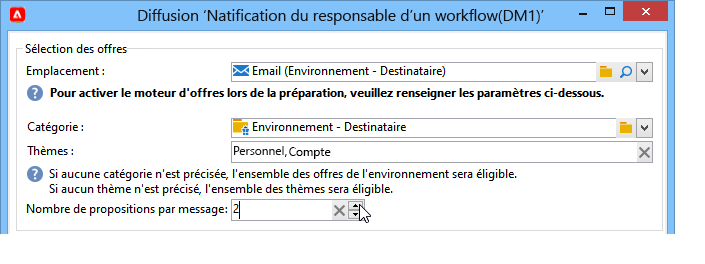 Diffusion ‘Natification du responsable d’un workflow(DM1)’
Sélection des offres
Emplacement :
Email (Environnement - Destinataire)
Pour activer le moteur d'offres lors de la préparation, veuillez renseigner les paramètres ci-dessous.
Catégorie :
Environnement - Destinataire
Thèmes :
Personnel, Compte
Si aucune catégorie n'est précisée, l'ensemble des offres de l'environnement sera éligible.
Si aucun thème n'est précisé, l'ensemble des thèmes sera éligible.
Nombre de propositions par message: 2